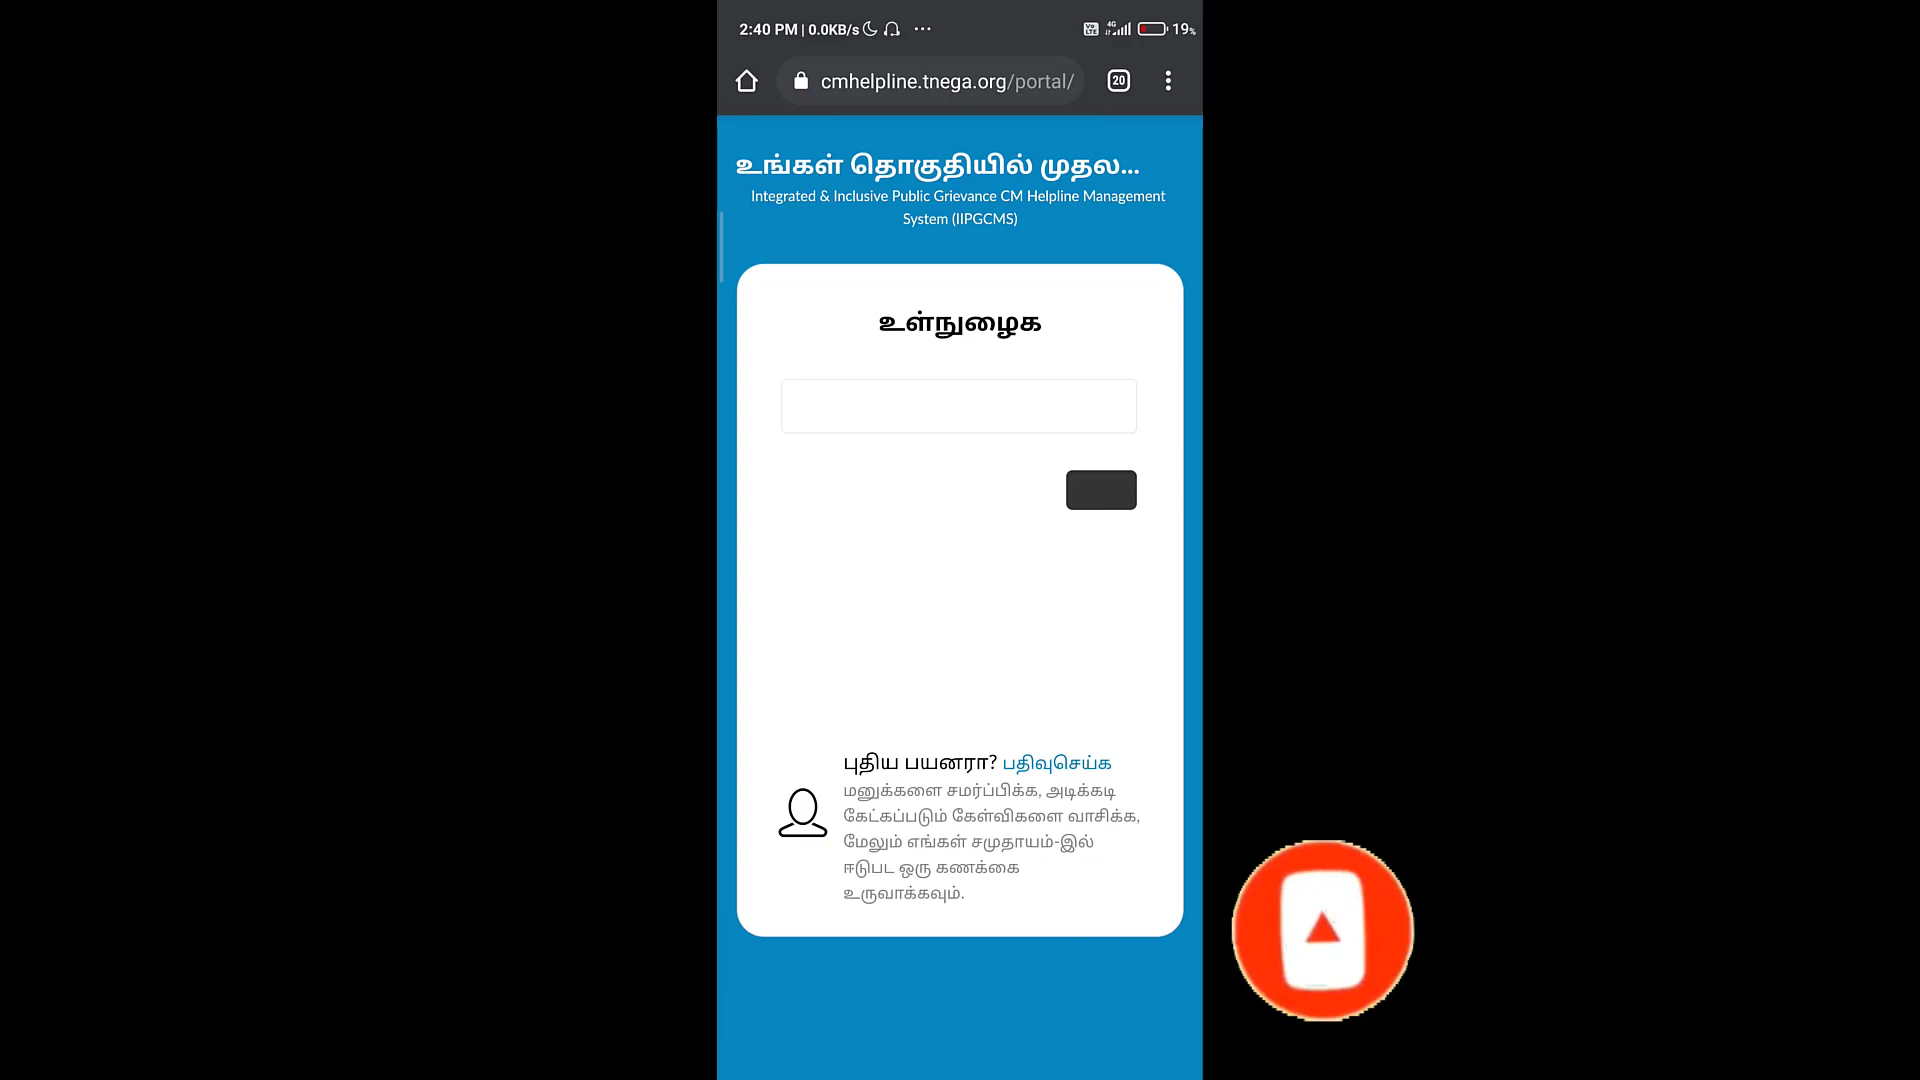 2:40 PM | 0.0KB/s ... 4G 19%
cmhelpline.tnega.org/portal/ 20
உங்கள் தொகுதியில் முதல...
Integrated & Inclusive Public Grievance CM Helpline Management
System (IIPGCMS)
உள்நுழைக
புதிய பயனரா? பதிவுசெய்க
மனுக்களை சமர்ப்பிக்க, அடிக்கடி
கேட்கப்படும் கேள்விகளை வாசிக்க,
மேலும் எங்கள் சமுதாயம்-இல்
ஈடுபட ஒரு கணக்கை
உருவாக்கவும்.